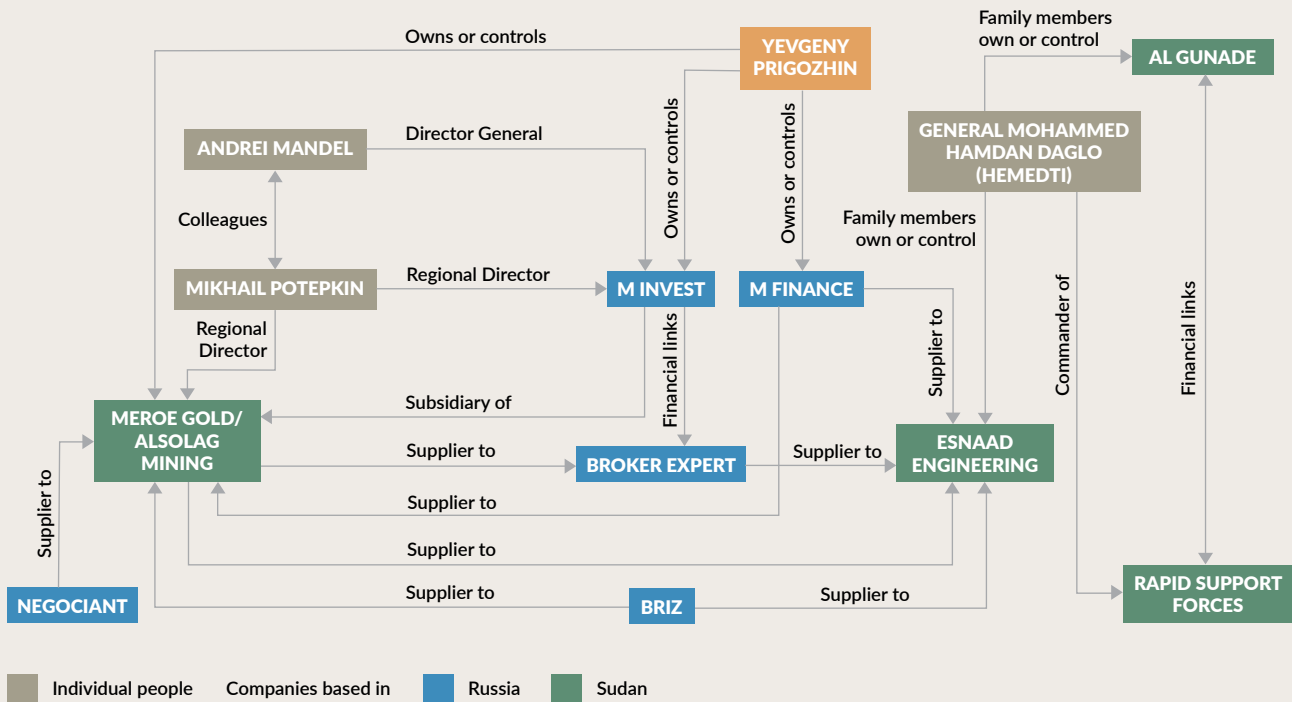 Family members
own or control
Owns or controls
YEVGENY
PRIGOZHIN
AL GUNADE
Director General
ANDREI MANDEL
Owns or controls
Owns or controls
GENERAL MOHAMMED
HAMDAN DAGLO
(HEMEDTI)
Colleagues
Family members
own or control
MIKHAIL POTEPKIN
Regional Director
M INVEST
M FINANCE
Regional
Director
Financial links
Supplier to
Commander of
Financial links
Subsidiary of
MEROE GOLD/
ALSOLAG
MINING
Supplier to
BROKER EXPERT
Supplier to
ESNAAD
ENGINEERING
Supplier to
Supplier to
Supplier to
NEGOCIANT
Supplier to
BRIZ
Supplier to
RAPID SUPPORT
FORCES
Individual people
Companies based in
Russia
Sudan